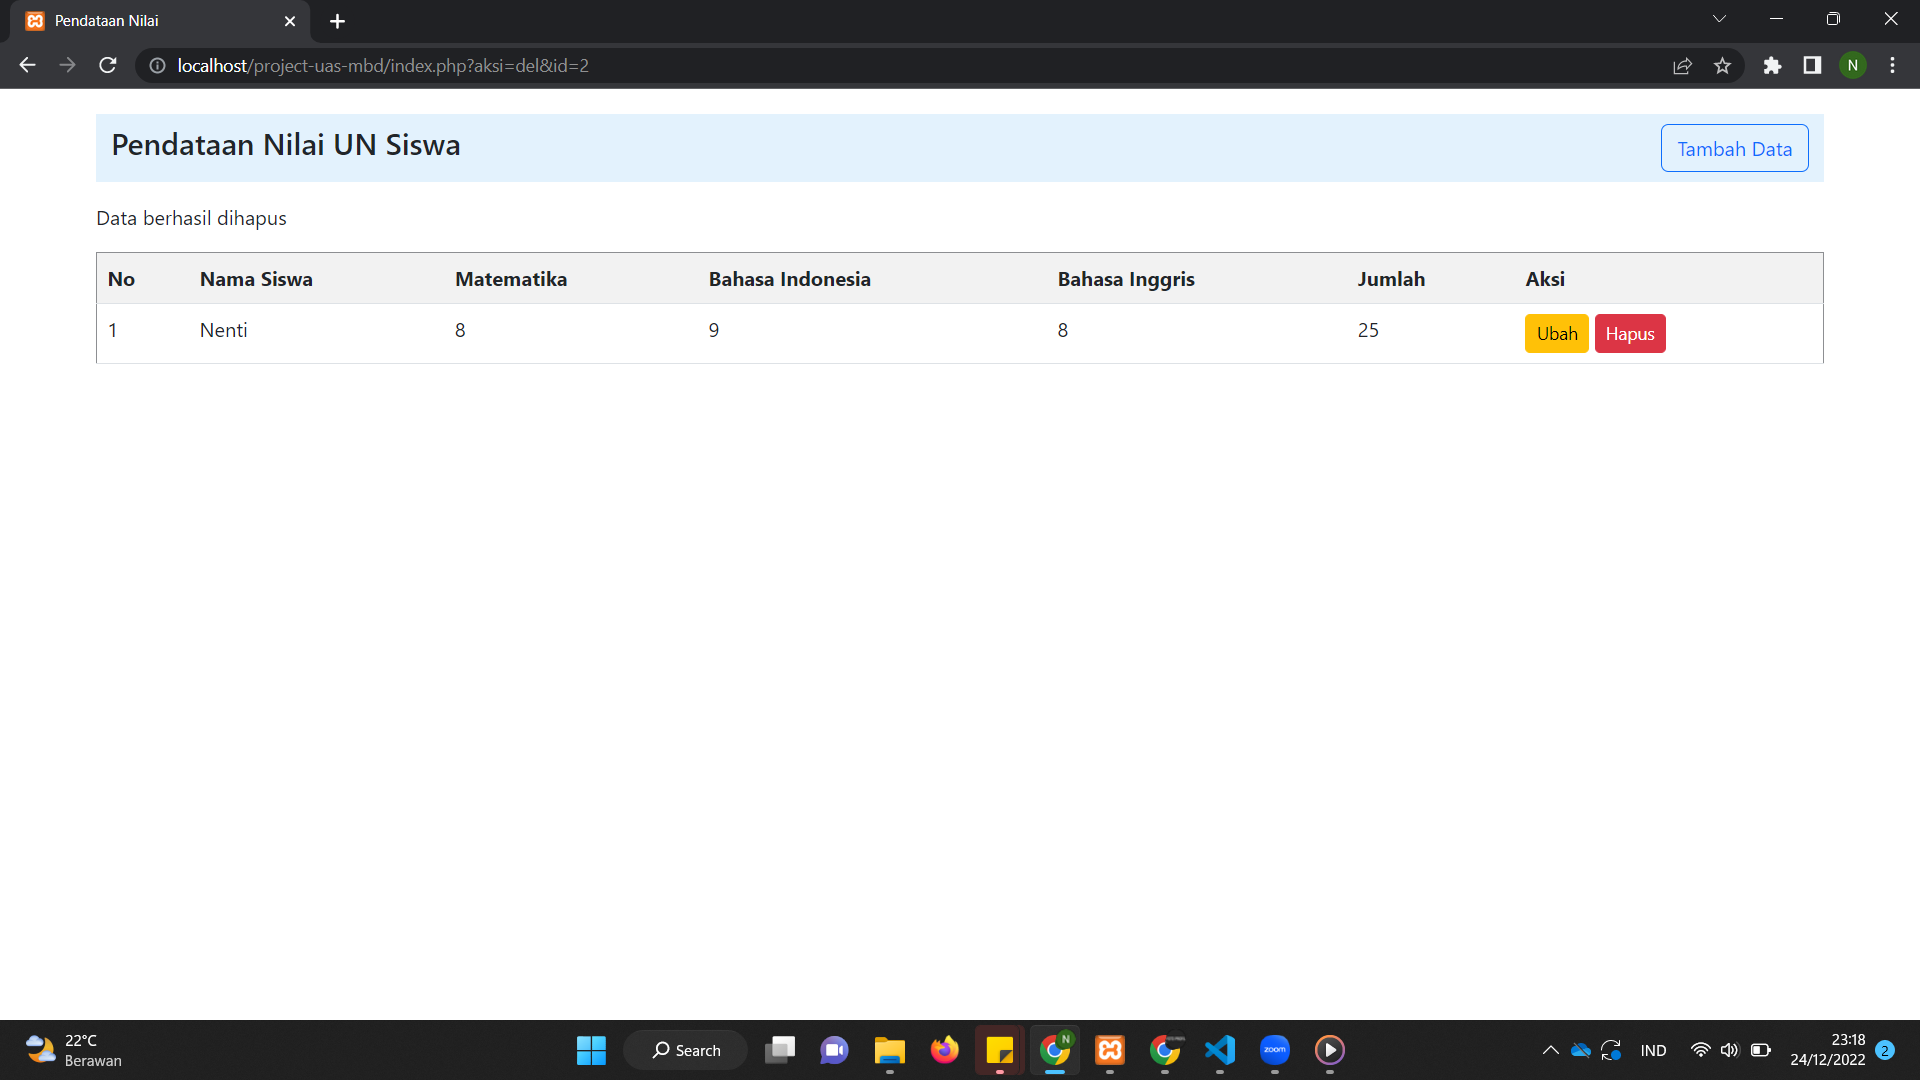 Pendataan Nilai
localhost/project-uas-mbd/index.php?aksi=del&id=2
N
Pendataan Nilai UN Siswa
Tambah Data
Data berhasil dihapus
No Nama Siswa Matematika Bahasa Indonesia Bahasa Inggris Jumlah Aksi
1 Nenti 8 9 8 25 Ubah Hapus
22°C
Berawan
Search
N
zoom
IND
23:18
24/12/2022
2